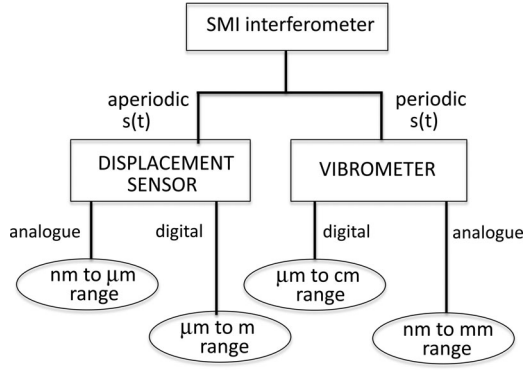 SMI interferometer
aperiodic
s(t)
periodic
s(t)
DISPLACEMENT
SENSOR
VIBROMETER
analogue
digital
digital
analogue
nm to μm
range
μm to m
range
μm to cm
range
nm to mm
range